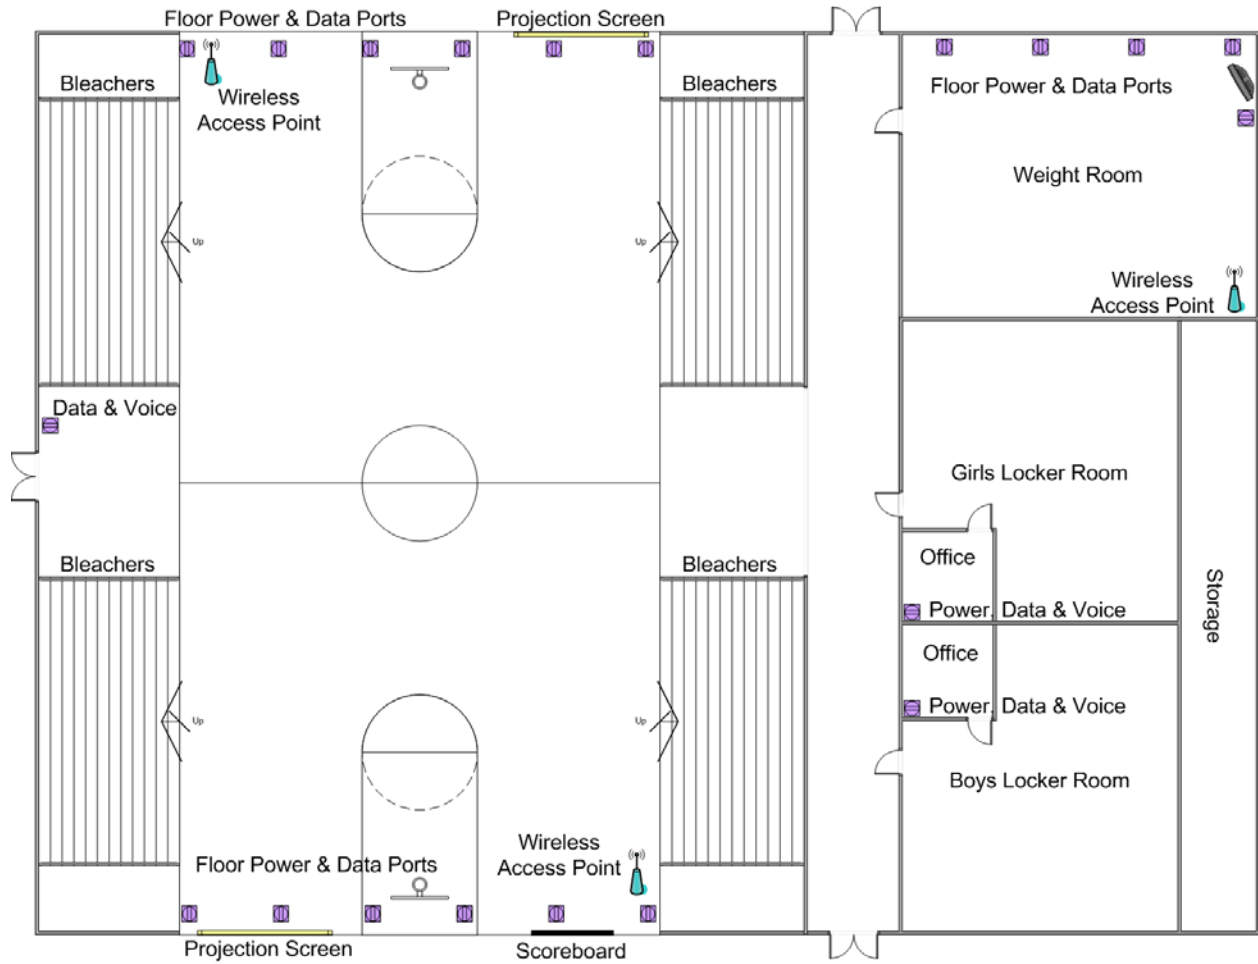 Floor Power & Data Ports
Projection Screen
Bleachers
Wireless
Access Point
Bleachers
Floor Power & Data Ports
Weight Room
Up
Up
Wireless
Access Point
Data & Voice
Girls Locker Room
Bleachers
Bleachers
Office
Storage
Power, Data & Voice
Office
Power, Data & Voice
Up
Up
Boys Locker Room
Wireless
Access Point
Floor Power & Data Ports
Projection Screen
Scoreboard